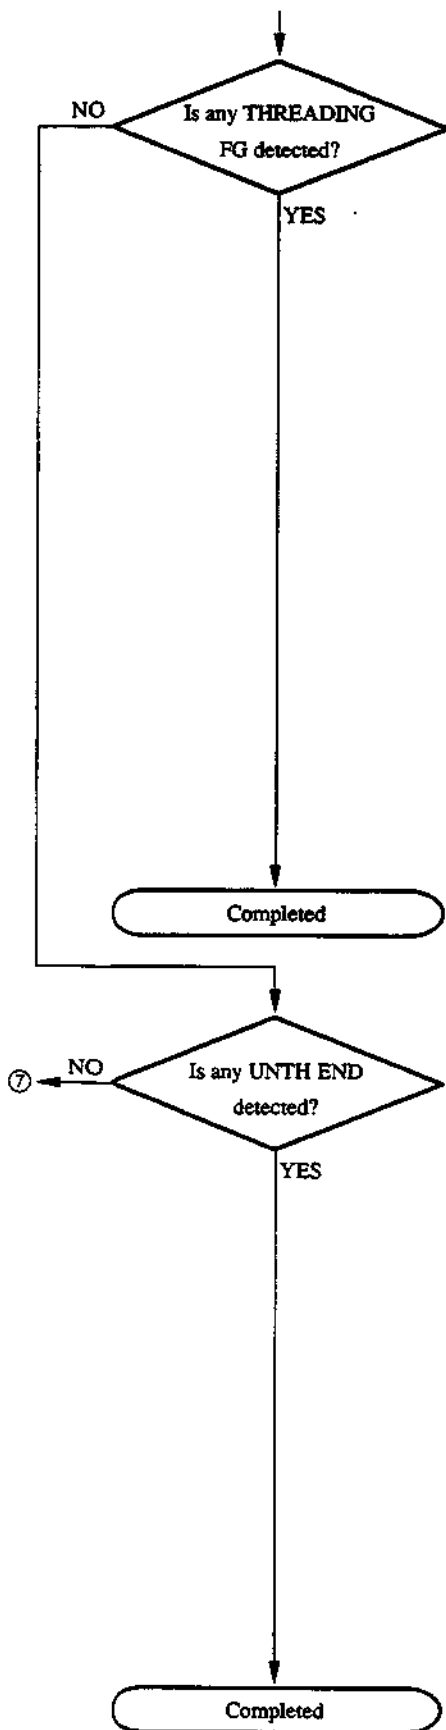 NO
Is any THREADING
FG detected?
YES
Completed
⑦
NO
Is any UNTH END
detected?
YES
Completed